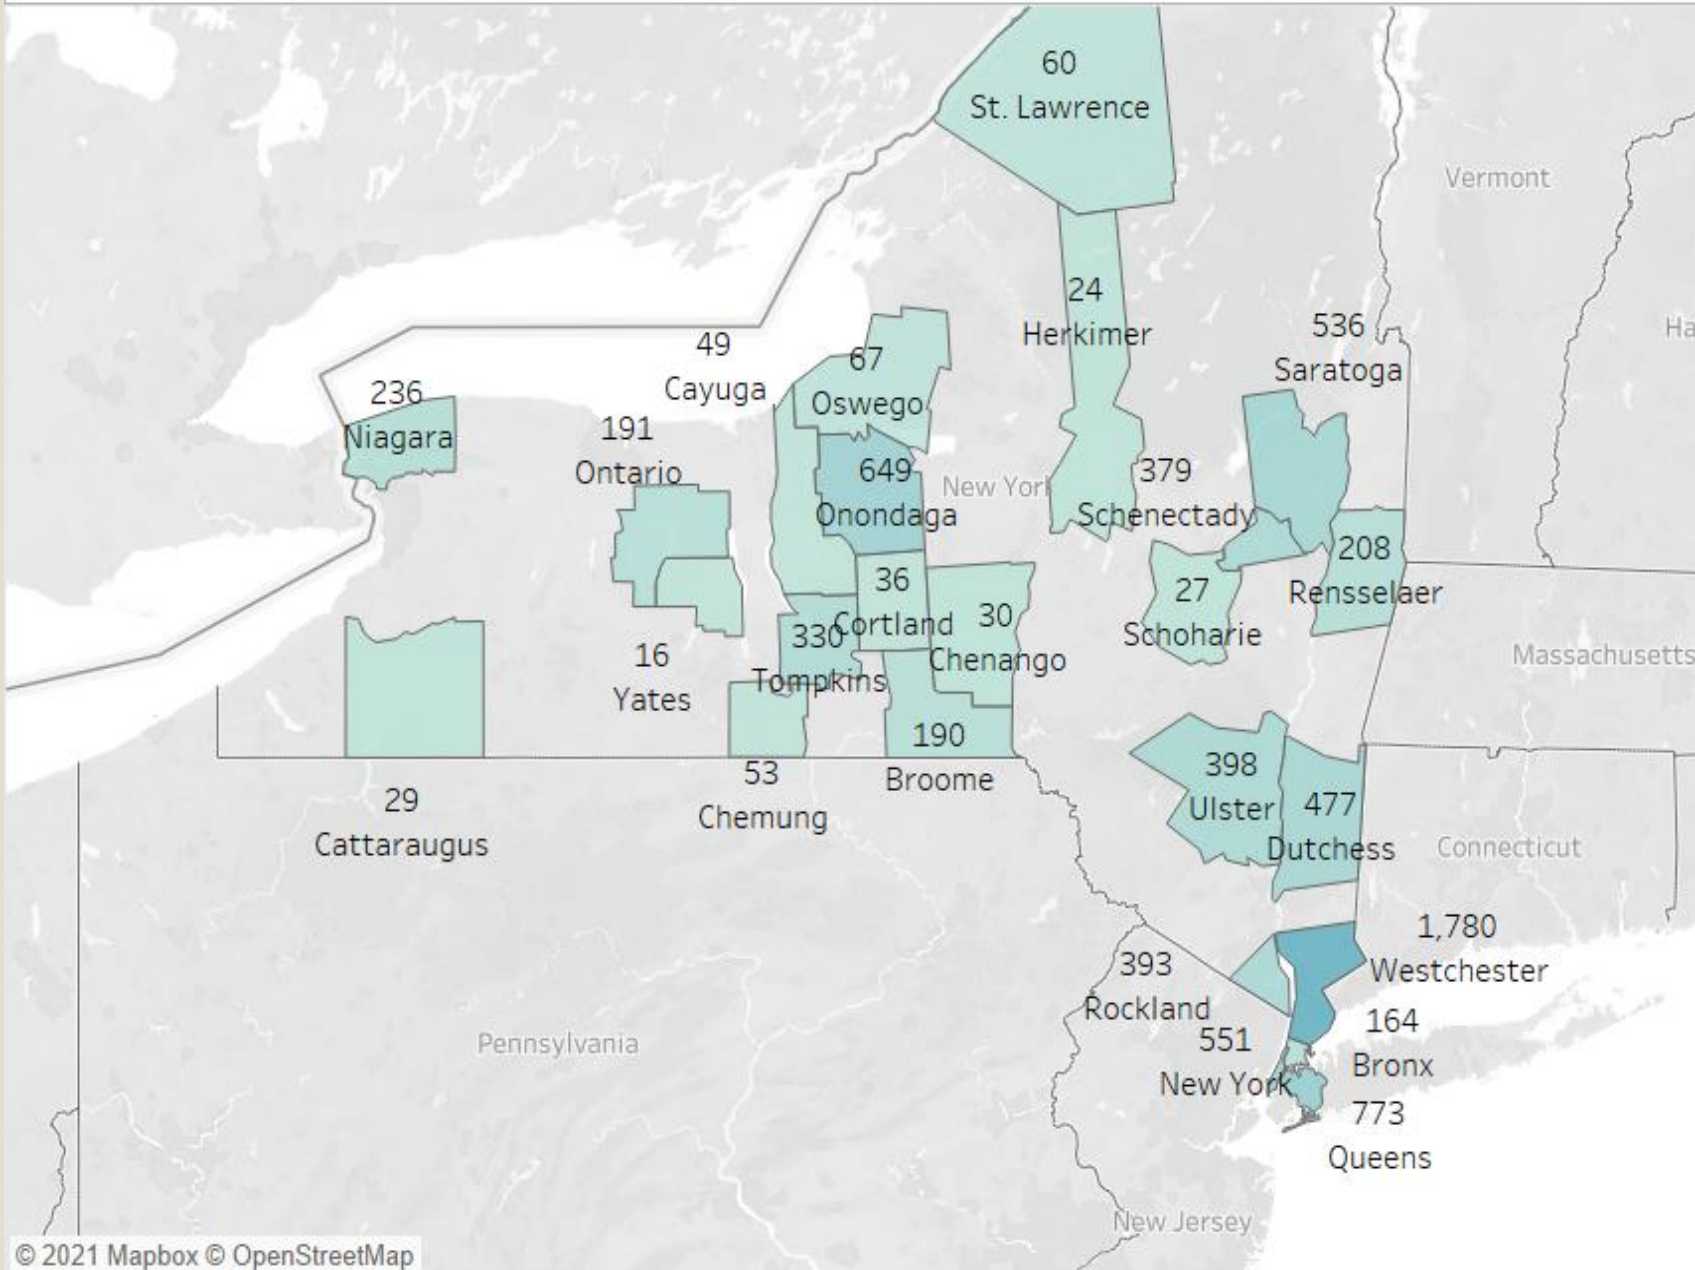 60
St. Lawrence
Vermont
24
Herkimer
536
Saratoga
Ha
49
Cayuga
67
Oswego
236
Niagara
191
Ontario
649
Onondaga
New York
379
Schenectady
208
Rensselaer
36
Cortland
30
Chenango
27
Schoharie
330
Tompkins
16
Yates
Massachusetts
190
Broome
53
Chemung
29
Cattaraugus
398
Ulster
477
Dutchess
Connecticut
1,780
Westchester
393
Rockland
164
Bronx
551
New York
773
Queens
Pennsylvania
New Jersey
© 2021 Mapbox © OpenStreetMap